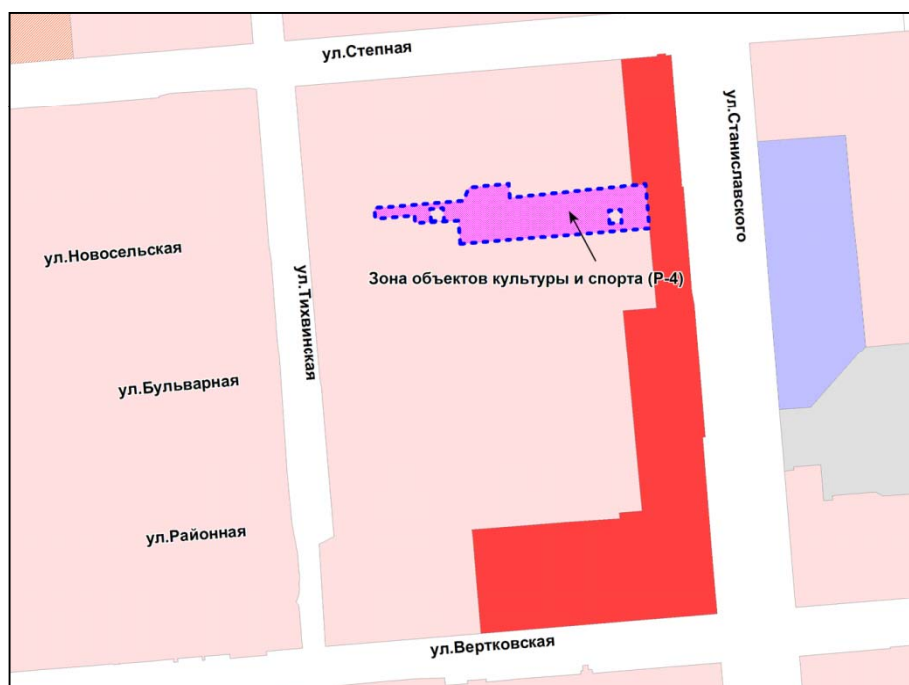 ул.Степная
ул.Станиславского
ул.Новосельская
Зона объектов культуры и спорта (Р-4)
ул.Тихвинская
ул.Бульварная
ул.Районная
ул.Вертковская